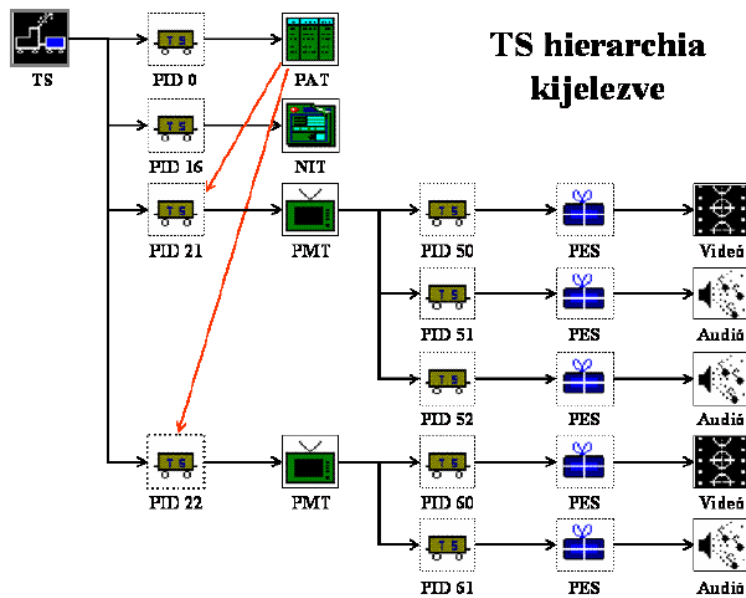 TS hierarchia
kijelezve
TS
PID 0
PAT
PID 16
NIT
PID 21
PMT
PID 50
PES
Videó
PID 51
PES
Audió
PID 52
PES
Audió
PID 22
PMT
PID 60
PES
Videó
PID 61
PES
Audió
T S
T S
T S
T S
T S
T S
T S
T S
T S